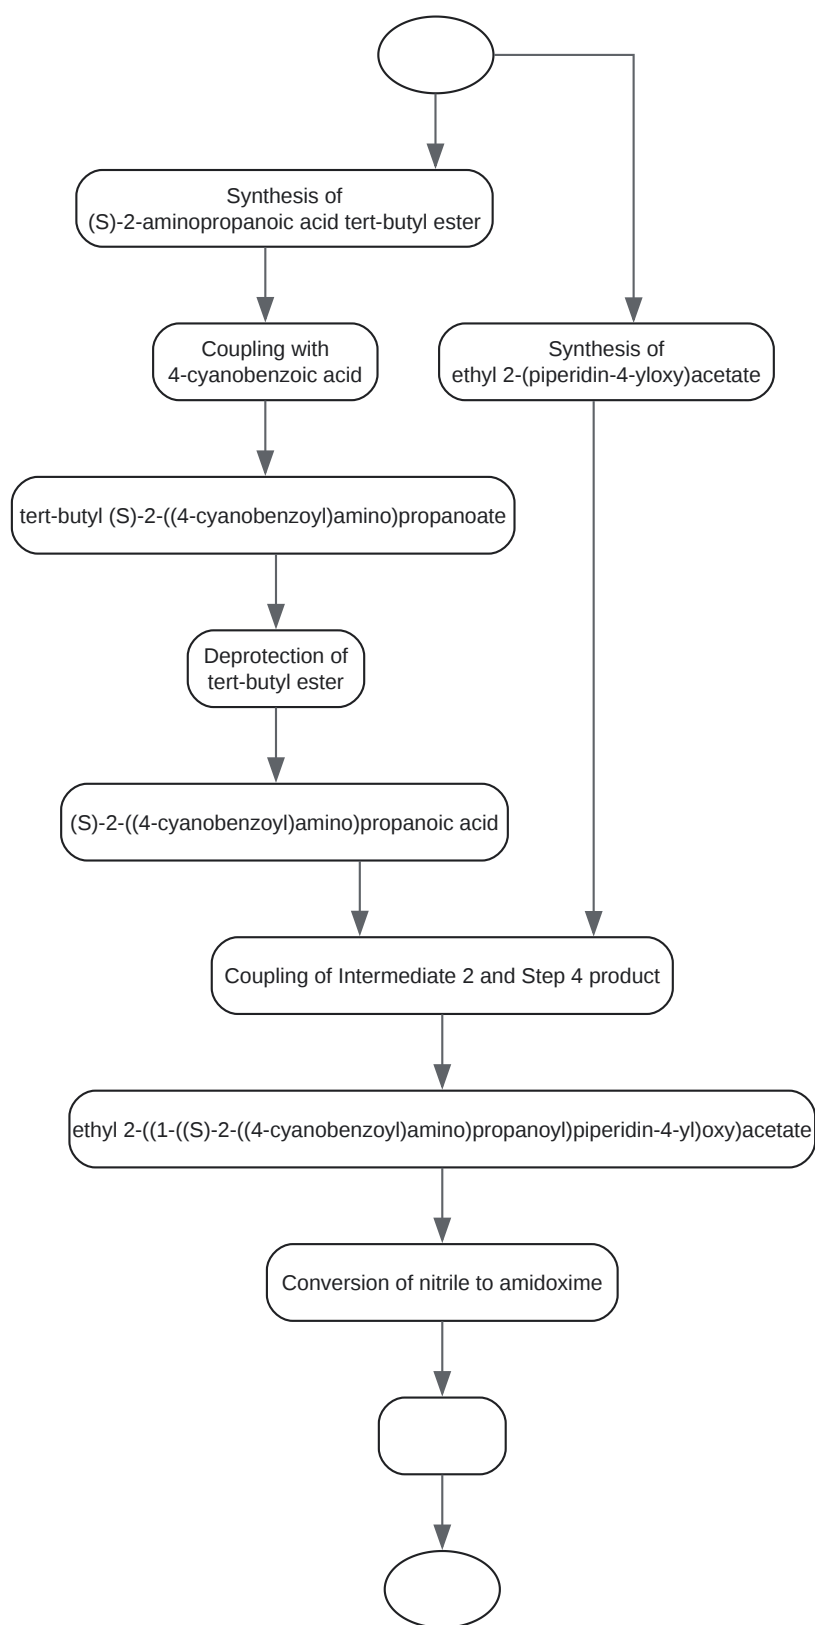 Synthesis of
(S)-2-aminopropanoic acid tert-butyl ester
Coupling with
4-cyanobenzoic acid
Synthesis of
ethyl 2-(piperidin-4-yloxy)acetate
tert-butyl (S)-2-((4-cyanobenzoyl)amino)propanoate
Deprotection of
tert-butyl ester
(S)-2-((4-cyanobenzoyl)amino)propanoic acid
Coupling of Intermediate 2 and Step 4 product
ethyl 2-((1-((S)-2-((4-cyanobenzoyl)amino)propanoyl)piperidin-4-yl)oxy)acetate
Conversion of nitrile to amidoxime